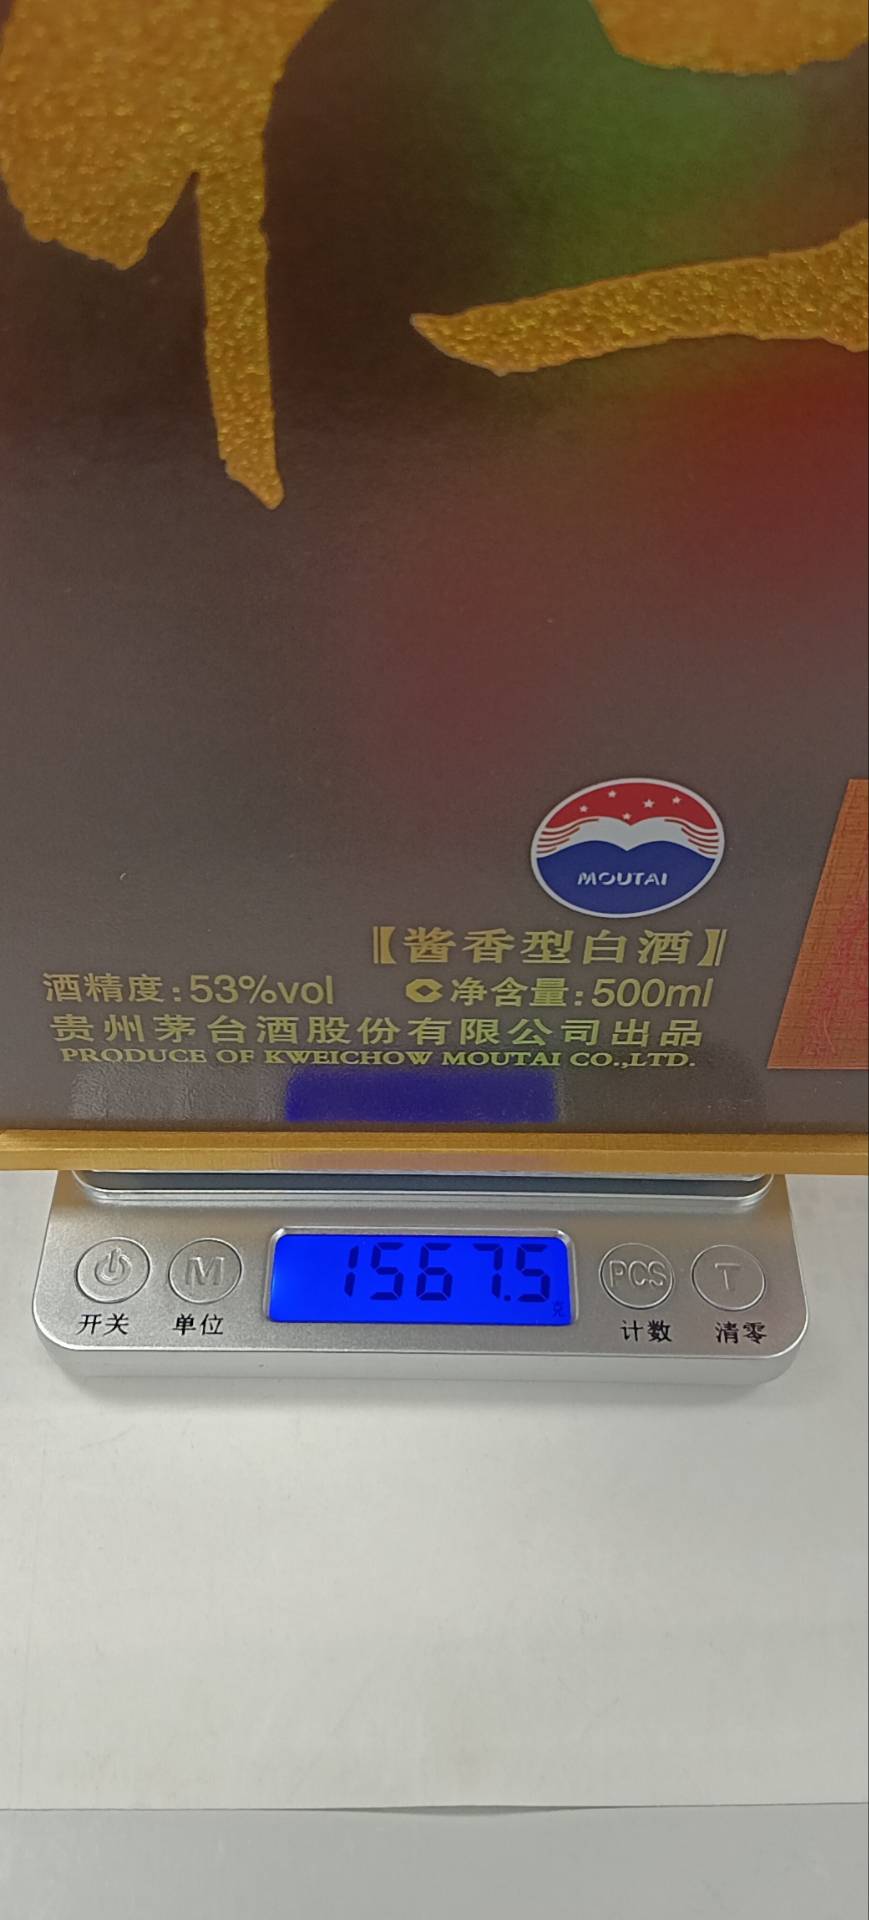 MOUTAI
【酱香型白酒】
酒精度:53%vol 净含量:500ml
贵州茅台酒股份有限公司出品
PRODUCE OF KWEICHOW MOUTAI CO.,LTD.
M 1567.5 克 PCS T
开关 单位 计数 清零